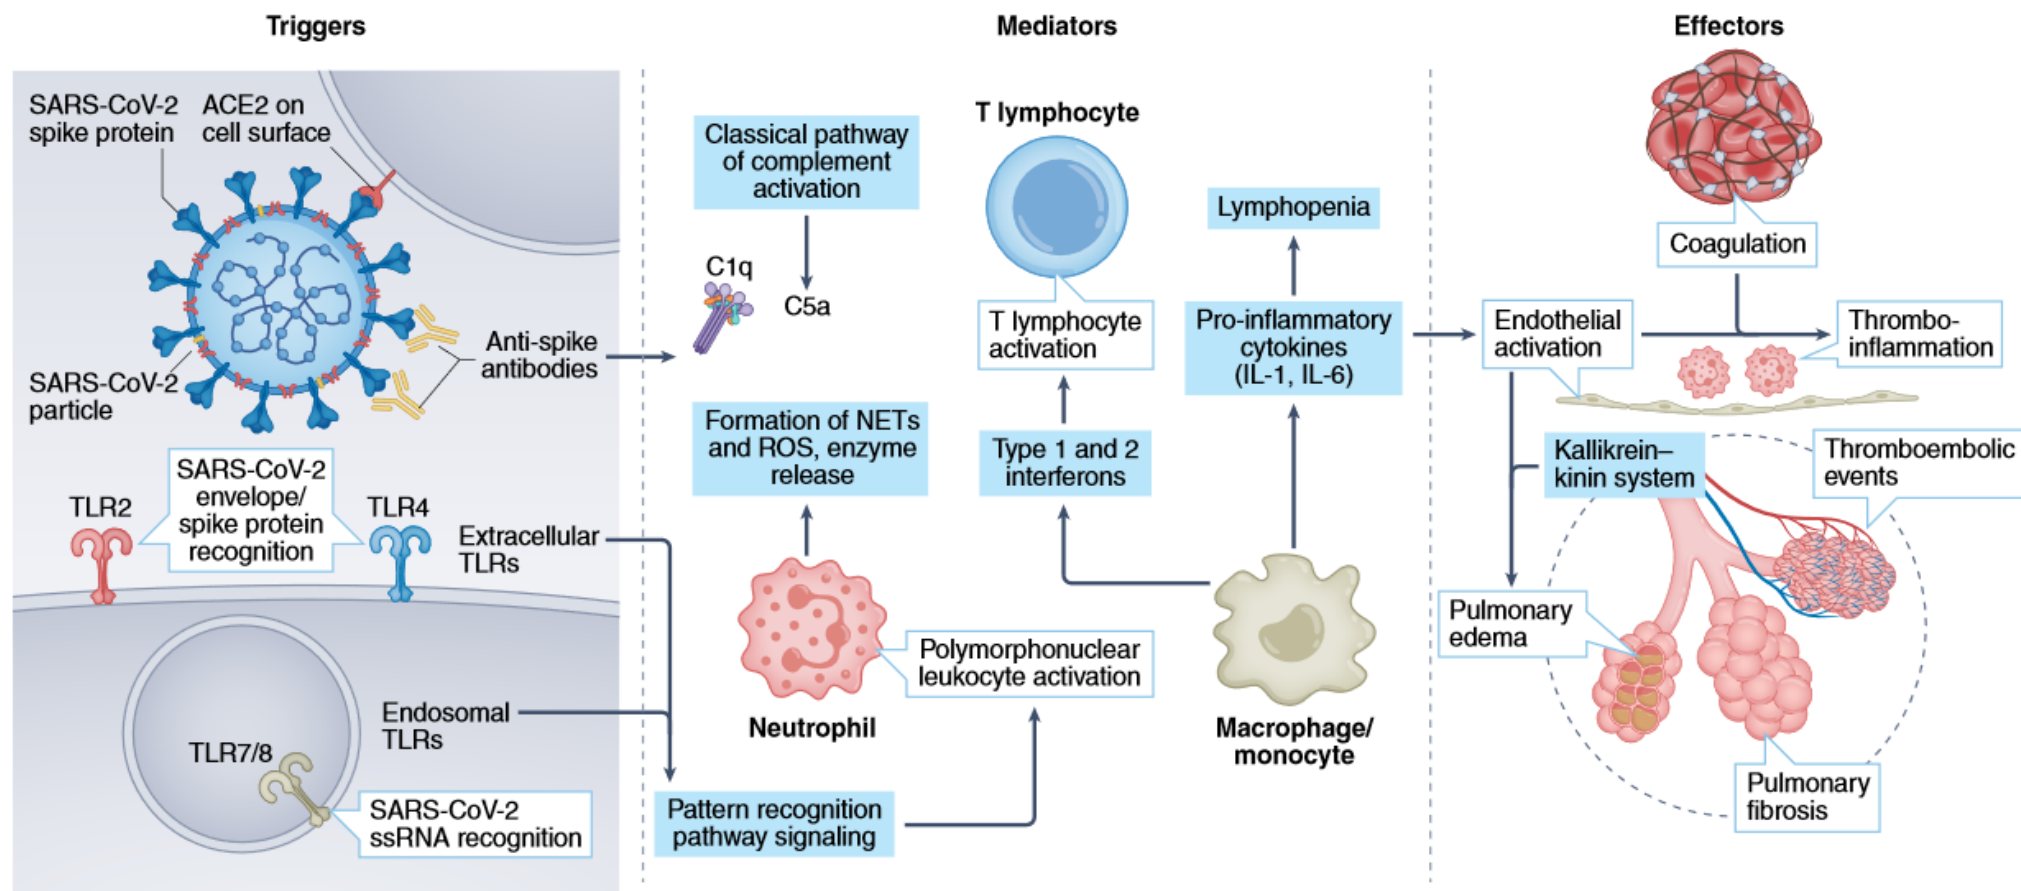 Triggers
Mediators
Effectors
SARS-CoV-2
spike protein
ACE2 on
cell surface
SARS-CoV-2
particle
Anti-spike
antibodies
SARS-CoV-2
envelope/
spike protein
recognition
TLR2
TLR4
Extracellular
TLRs
Endosomal
TLRs
TLR7/8
SARS-CoV-2
ssRNA recognition
Classical pathway
of complement
activation
C1q
C5a
Formation of NETs
and ROS, enzyme
release
Neutrophil
Polymorphonuclear
leukocyte activation
Pattern recognition
pathway signaling
T lymphocyte
T lymphocyte
activation
Type 1 and 2
interferons
Lymphopenia
Pro-inflammatory
cytokines
(IL-1, IL-6)
Macrophage/
monocyte
Coagulation
Endothelial
activation
Thrombo-
inflammation
Kallikrein–
kinin system
Thromboembolic
events
Pulmonary
edema
Pulmonary
fibrosis